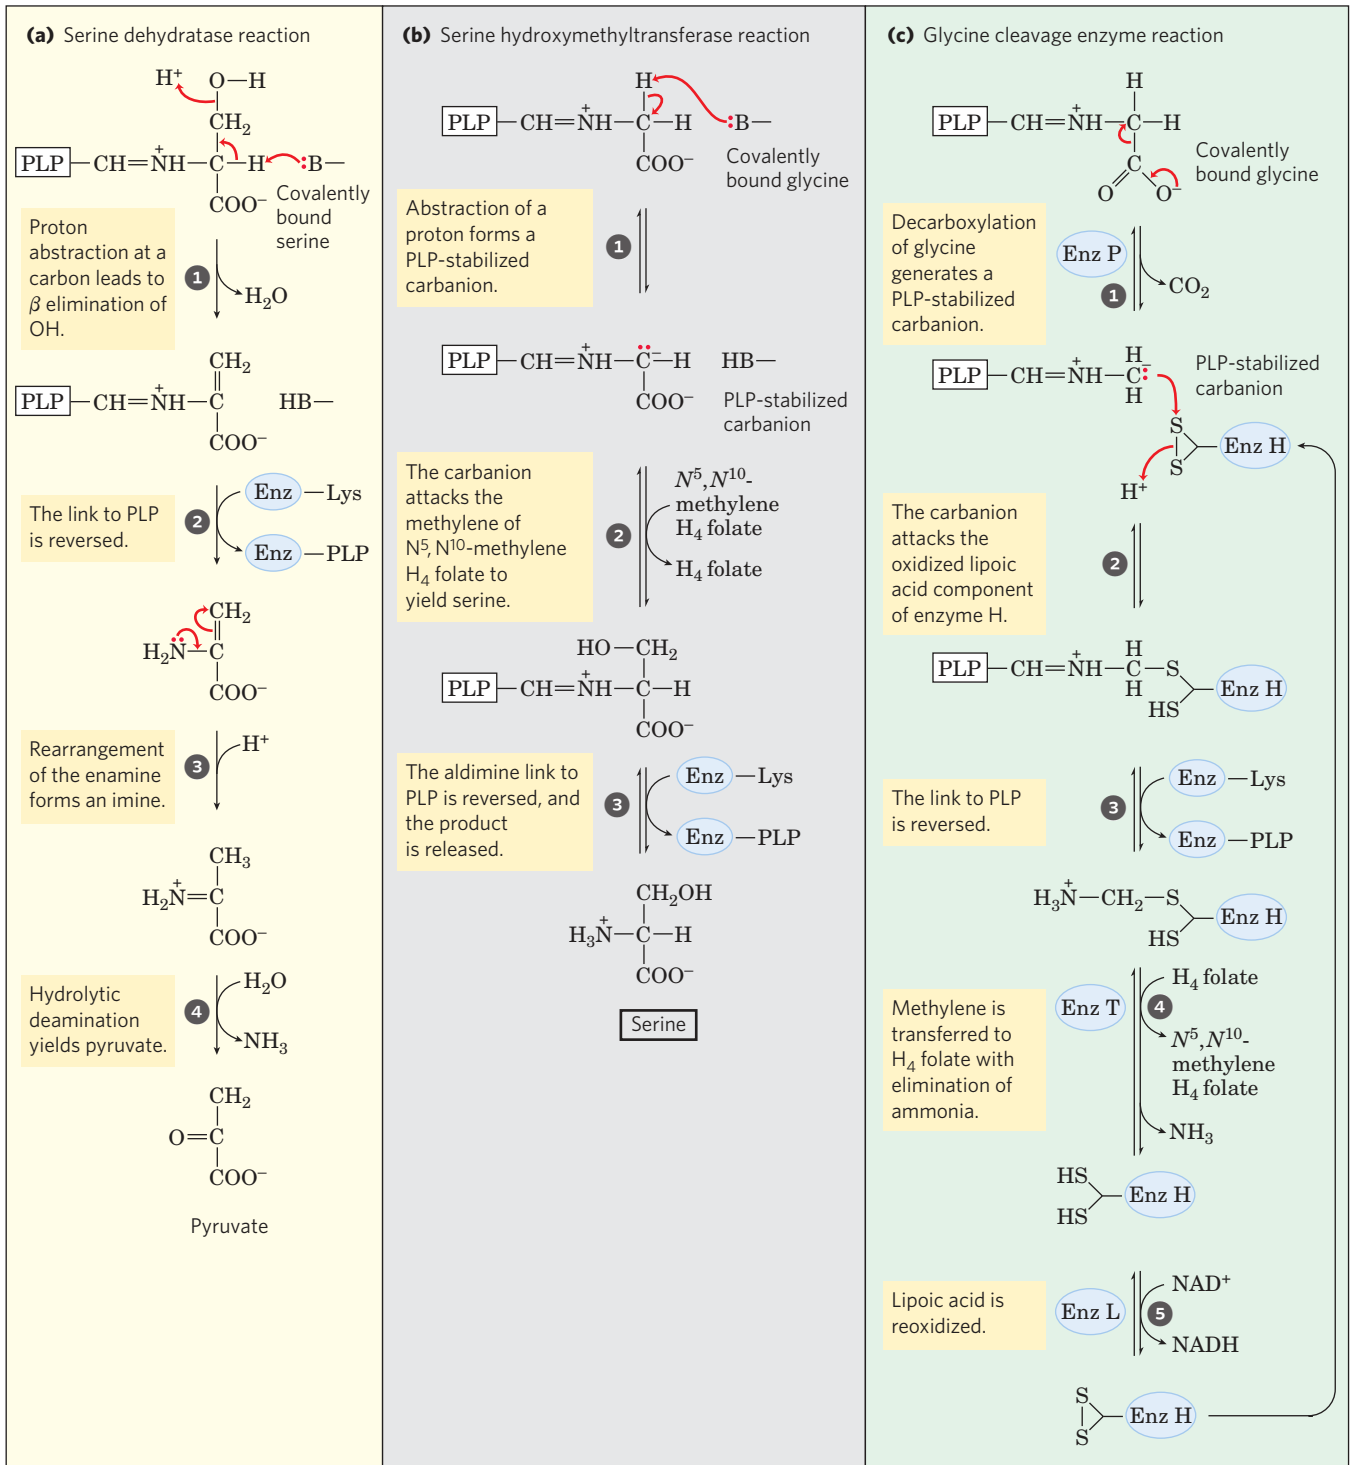 (a) Serine dehydratase reaction
H⁺
O—H
CH₂
PLP—CH=N⁺H—C—H :B—
COO⁻
Covalently
bound
serine
Proton
abstraction at a
carbon leads to
β elimination of
OH.
1
H₂O
CH₂
PLP—CH=N⁺H—C HB—
COO⁻
The link to PLP
is reversed.
2
Enz—Lys
Enz—PLP
CH₂
H₂N̈—C
COO⁻
Rearrangement
of the enamine
forms an imine.
3
H⁺
CH₃
H₂N⁺=C
COO⁻
Hydrolytic
deamination
yields pyruvate.
4
H₂O
NH₃
CH₂
O=C
COO⁻
Pyruvate
(b) Serine hydroxymethyltransferase reaction
H
PLP—CH=N⁺H—C—H :B—
COO⁻
Covalently
bound glycine
Abstraction of a
proton forms a
PLP-stabilized
carbanion.
1
PLP—CH=N⁺H—C̈⁻—H HB—
COO⁻
PLP-stabilized
carbanion
The carbanion
attacks the
methylene of
N⁵, N¹⁰-methylene
H₄ folate to
yield serine.
2
N⁵,N¹⁰-
methylene
H₄ folate
H₄ folate
HO—CH₂
PLP—CH=N⁺H—C—H
COO⁻
The aldimine link to
PLP is reversed, and
the product
is released.
3
Enz—Lys
Enz—PLP
CH₂OH
H₃N⁺—C—H
COO⁻
Serine
(c) Glycine cleavage enzyme reaction
H
PLP—CH=N⁺H—C—H
C
O O⁻
Covalently
bound glycine
Decarboxylation
of glycine
generates a
PLP-stabilized
carbanion.
Enz P
1
CO₂
H
PLP—CH=N⁺H—C:⁻
H
PLP-stabilized
carbanion
S
Enz H
S
H⁺
The carbanion
attacks the
oxidized lipoic
acid component
of enzyme H.
2
H
PLP—CH=N⁺H—C—S
H
Enz H
HS
The link to PLP
is reversed.
3
Enz—Lys
Enz—PLP
H₃N⁺—CH₂—S
Enz H
HS
Methylene is
transferred to
H₄ folate with
elimination of
ammonia.
Enz T
4
H₄ folate
N⁵,N¹⁰-
methylene
H₄ folate
NH₃
HS
Enz H
HS
Lipoic acid is
reoxidized.
Enz L
5
NAD⁺
NADH
S
Enz H
S